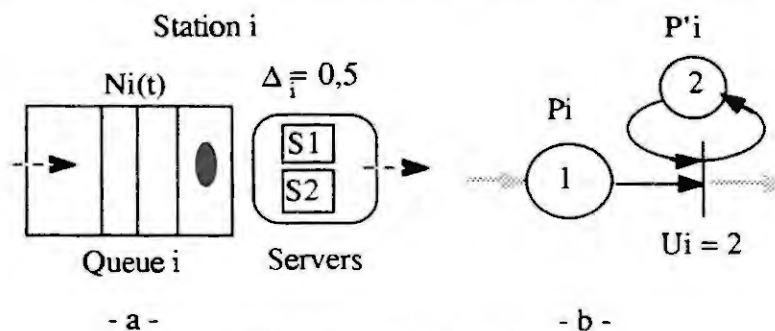 Station i
Ni(t)
Δi = 0,5
S1
S2
Queue i
Servers
- a -
P'i
2
Pi
1
Ui = 2
- b -